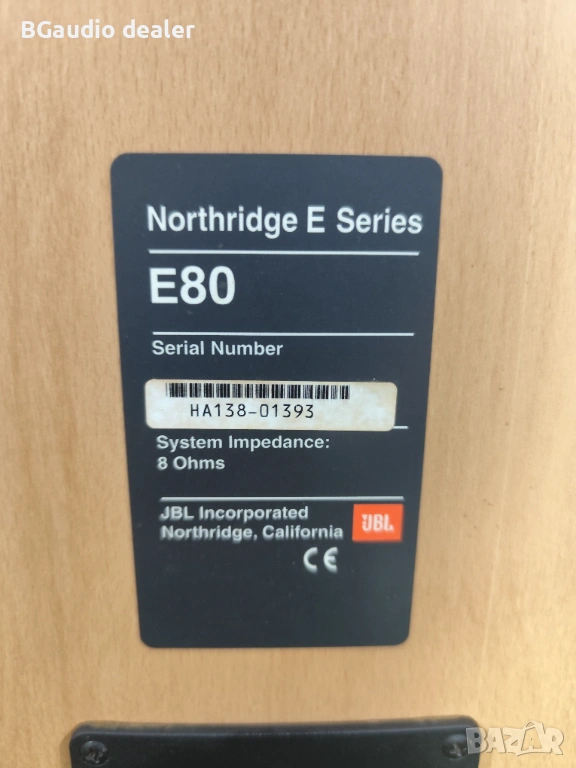 BGaudio dealer
Northridge E Series
E80
Serial Number
HA138-01393
System Impedance:
8 Ohms
JBL Incorporated
Northridge, California
JBL
CE
BAZAR